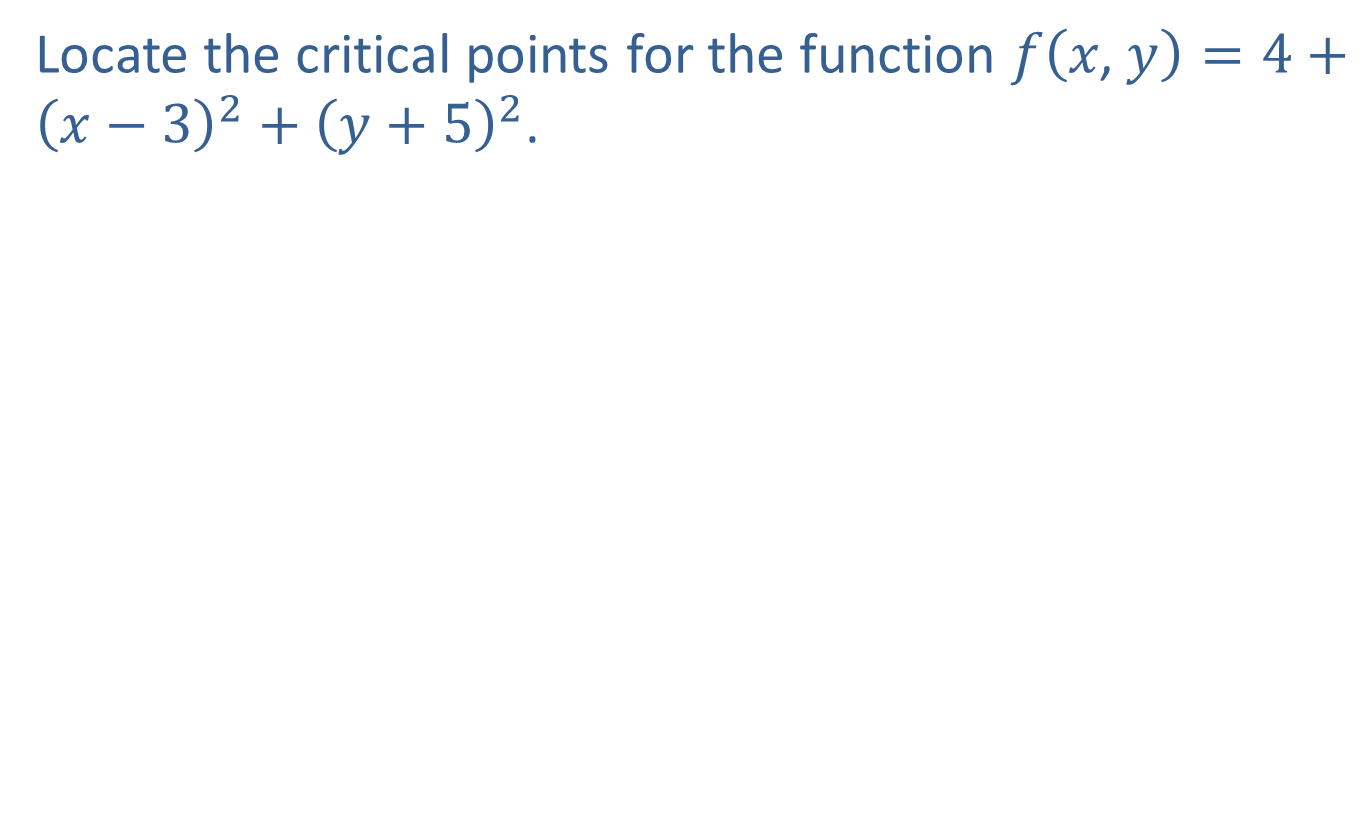 Locate the critical points for the function 𝑓(𝑥, 𝑦) = 4 +
(𝑥 − 3)² + (𝑦 + 5)².